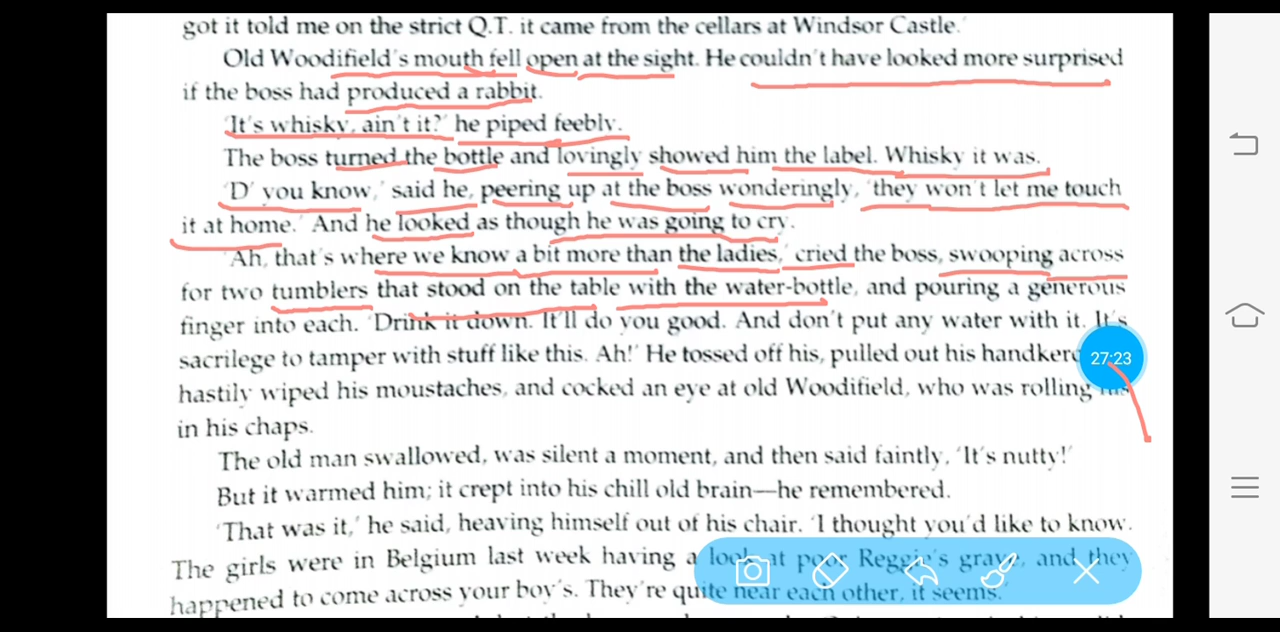 got it told me on the strict Q.T. it came from the cellars at Windsor Castle.'
Old Woodifield's mouth fell open at the sight. He couldn't have looked more surprised
if the boss had produced a rabbit.
'It's whisky, ain't it?' he piped feebly.
The boss turned the bottle and lovingly showed him the label. Whisky it was.
'D' you know,' said he, peering up at the boss wonderingly, 'they won't let me touch
it at home.' And he looked as though he was going to cry.
'Ah, that's where we know a bit more than the ladies,' cried the boss, swooping across
for two tumblers that stood on the table with the water-bottle, and pouring a generous
finger into each. 'Drink it down. It'll do you good. And don't put any water with it. It's
sacrilege to tamper with stuff like this. Ah!' He tossed off his, pulled out his handkerc
27:23
hastily wiped his moustaches, and cocked an eye at old Woodifield, who was rolling
in his chaps.
The old man swallowed, was silent a moment, and then said faintly, 'It's nutty!'
But it warmed him; it crept into his chill old brain—he remembered.
'That was it,' he said, heaving himself out of his chair. 'I thought you'd like to know.
The girls were in Belgium last week having a look at poor Reggie's grave, and they
happened to come across your boy's. They're quite near each other, it seems.'